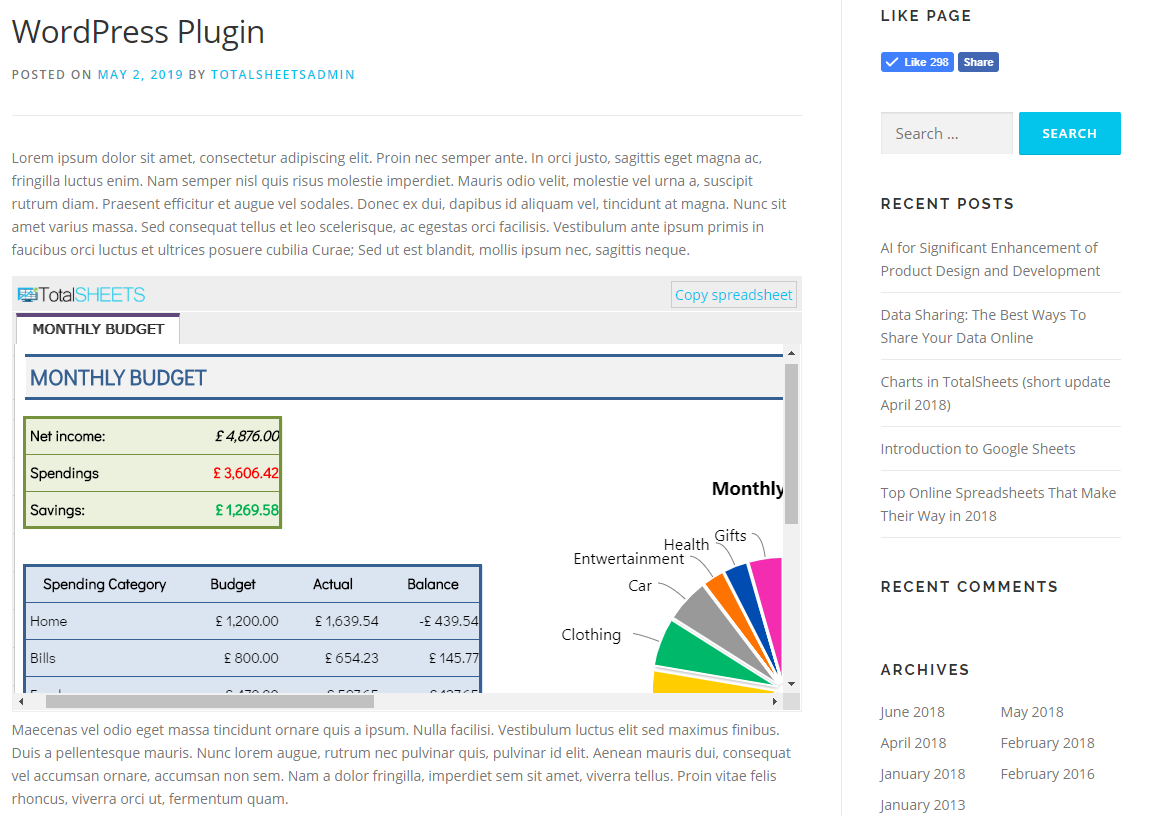 WordPress Plugin
POSTED ON MAY 2, 2019 BY TOTALSHEETSADMIN
Lorem ipsum dolor sit amet, consectetur adipiscing elit. Proin nec semper ante. In orci justo, sagittis eget magna ac,
fringilla luctus enim. Nam semper nisl quis risus molestie imperdiet. Mauris odio velit, molestie vel urna a, suscipit
rutrum diam. Praesent efficitur et augue vel sodales. Donec ex dui, dapibus id aliquam vel, tincidunt at magna. Nunc sit
amet varius massa. Sed consequat tellus et leo scelerisque, ac egestas orci facilisis. Vestibulum ante ipsum primis in
faucibus orci luctus et ultrices posuere cubilia Curae; Sed ut est blandit, mollis ipsum nec, sagittis neque.
TotalSHEETS
Copy spreadsheet
MONTHLY BUDGET
MONTHLY BUDGET
Net income: £ 4,876.00
Spendings £ 3,606.42
Savings: £ 1,269.58
Spending Category Budget Actual Balance
Home £ 1,200.00 £ 1,639.54 -£ 439.54
Bills £ 800.00 £ 654.23 £ 145.77
Monthly
Gifts
Health
Entwertainment
Car
Clothing
Maecenas vel odio eget massa tincidunt ornare quis a ipsum. Nulla facilisi. Vestibulum luctus elit sed maximus finibus.
Duis a pellentesque mauris. Nunc lorem augue, rutrum nec pulvinar quis, pulvinar id elit. Aenean mauris dui, consequat
vel accumsan ornare, accumsan non sem. Nam a dolor fringilla, imperdiet sem sit amet, viverra tellus. Proin vitae felis
rhoncus, viverra orci ut, fermentum quam.
LIKE PAGE
Like 298 Share
Search ... SEARCH
RECENT POSTS
AI for Significant Enhancement of
Product Design and Development
Data Sharing: The Best Ways To
Share Your Data Online
Charts in TotalSheets (short update
April 2018)
Introduction to Google Sheets
Top Online Spreadsheets That Make
Their Way in 2018
RECENT COMMENTS
ARCHIVES
June 2018 May 2018
April 2018 February 2018
January 2018 February 2016
January 2013